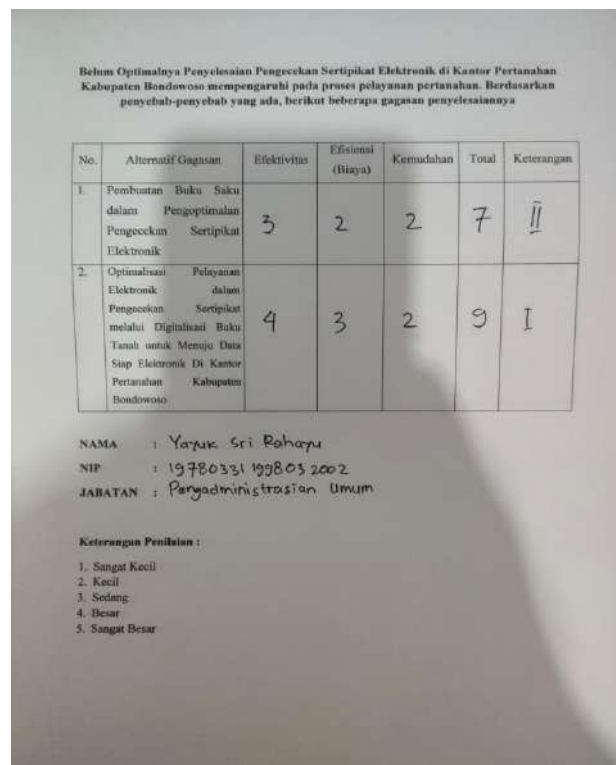 Belum Optimalnya Penyelesaian Pengecekan Sertipikat Elektronik di Kantor Pertanahan
Kabupaten Bondowoso mempengaruhi pada proses pelayanan pertanahan. Berdasarkan
penyebab-penyebab yang ada, berikut beberapa gagasan penyelesaiannya
No. Alternatif Gagasan Efektivitas Efisiensi (Biaya) Kemudahan Total Keterangan
1. Pembuatan Buku Saku
dalam Pengoptimalan
Pengecekan Sertipikat
Elektronik
3 2 2 7 II
2. Optimalisasi Pelayanan
Elektronik dalam
Pengecekan Sertipikat
melalui Digitalisasi Buku
Tanah untuk Menuju Data
Siap Elektronik Di Kantor
Pertanahan Kabupaten
Bondowoso
4 3 2 9 I
NAMA : Yayuk Sri Rahayu
NIP : 19780331 199803 2002
JABATAN : Pengadministrasian Umum
Keterangan Penilaian :
1. Sangat Kecil
2. Kecil
3. Sedang
4. Besar
5. Sangat Besar